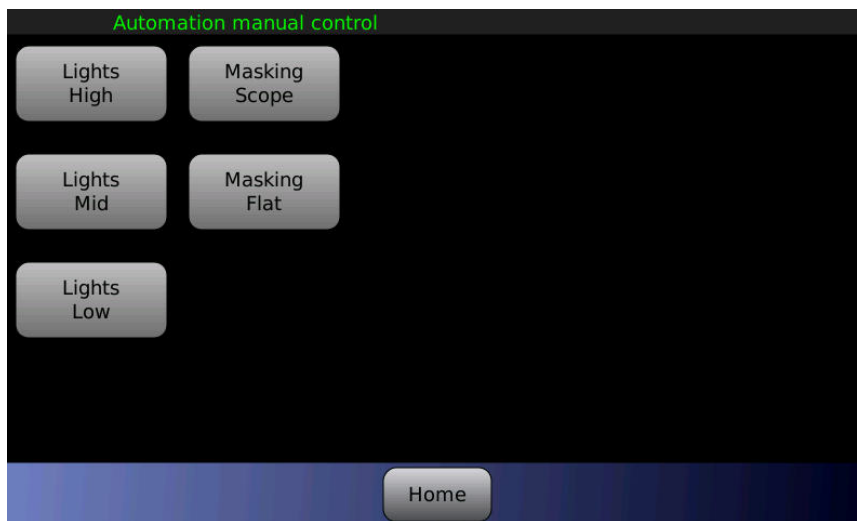 Automation manual control
Lights
High
Masking
Scope
Lights
Mid
Masking
Flat
Lights
Low
Home